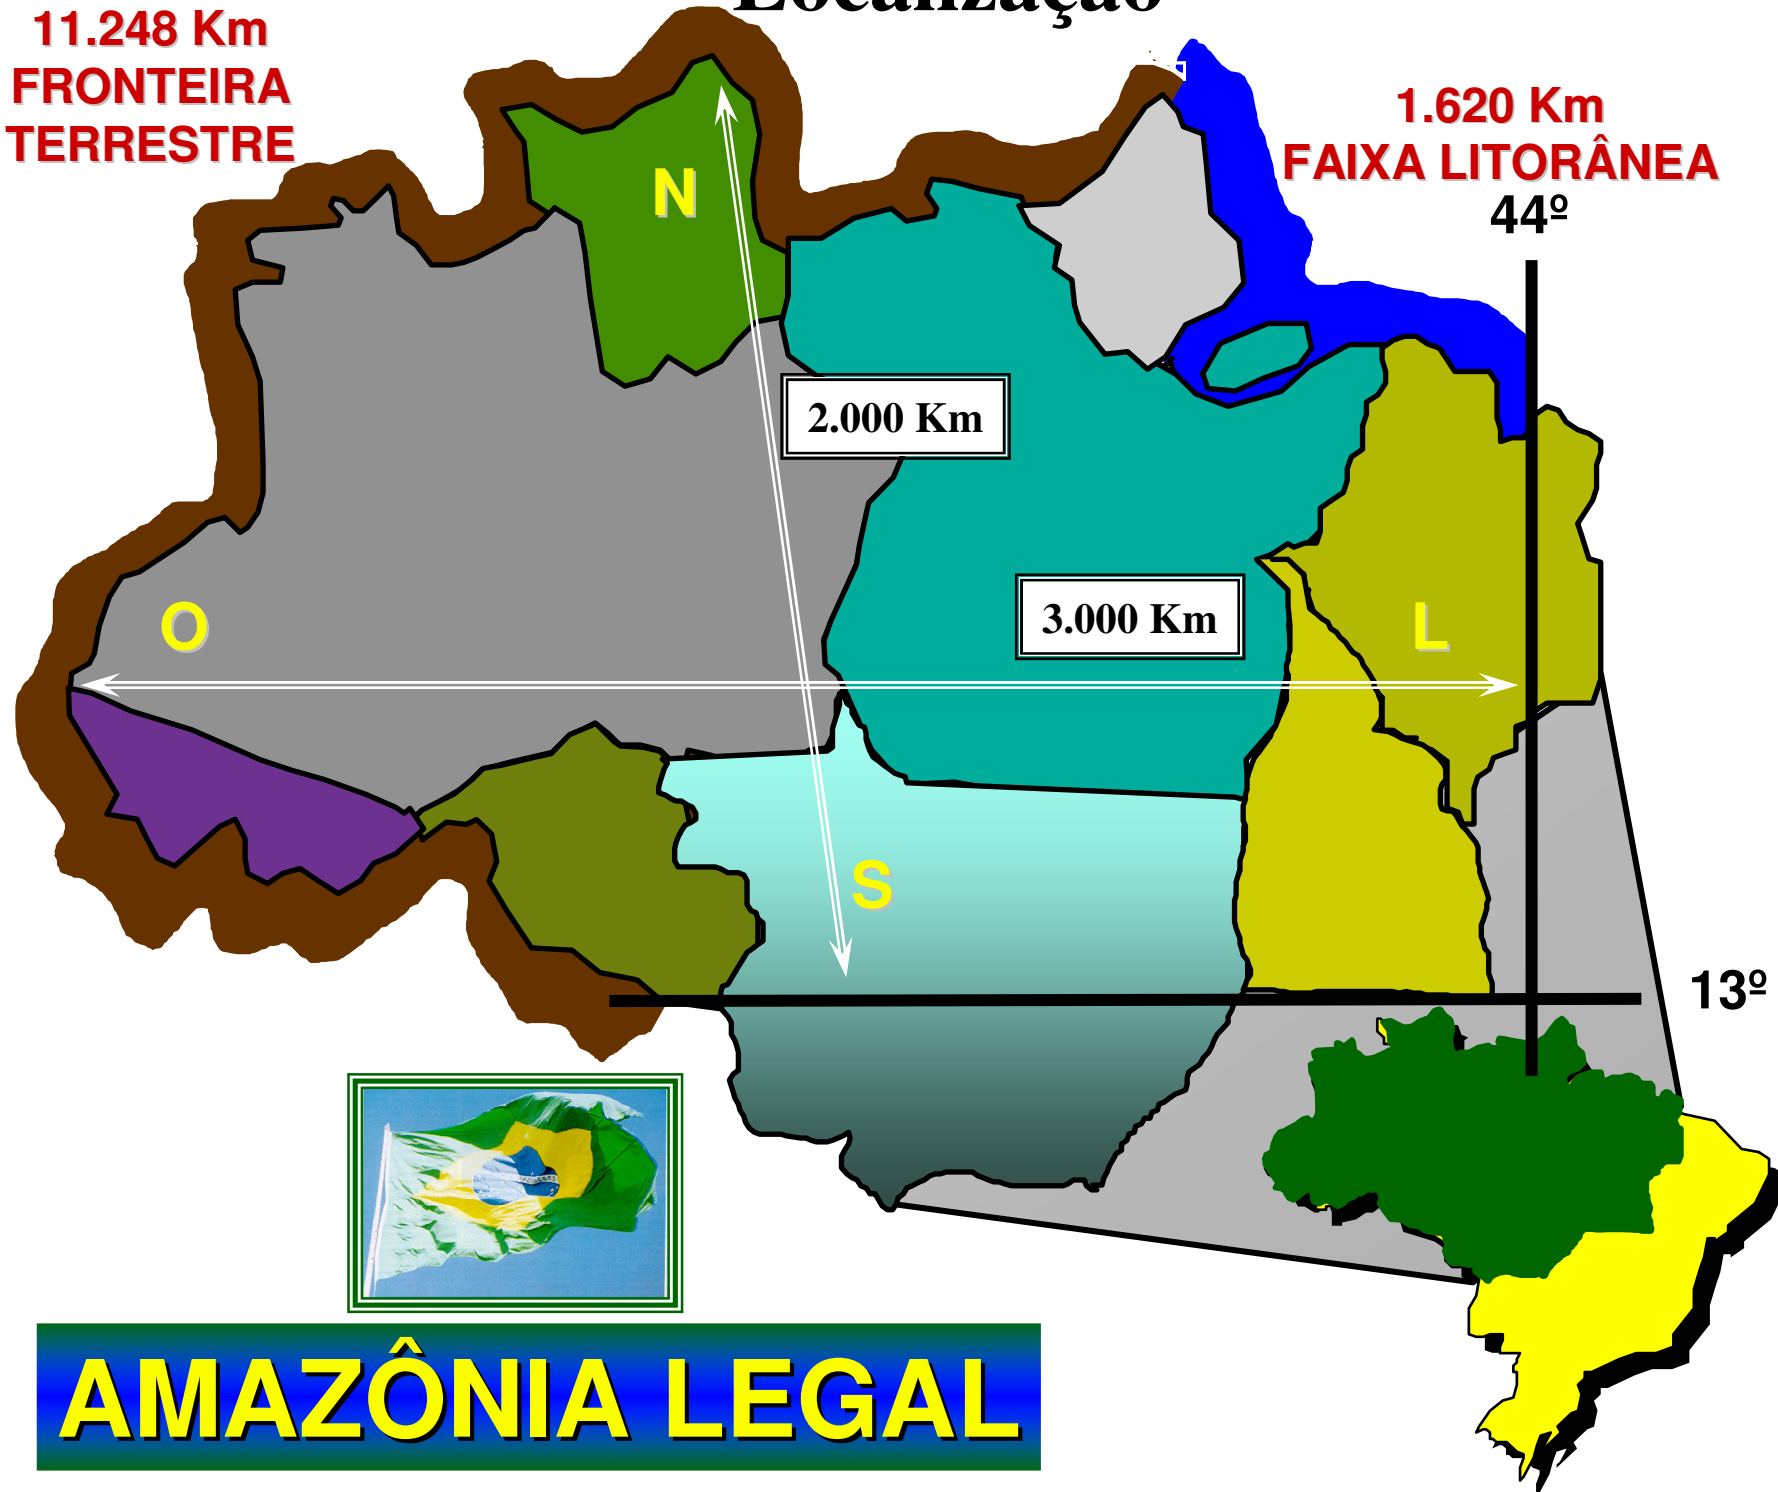 Localização
11.248 Km
FRONTEIRA
TERRESTRE
1.620 Km
FAIXA LITORÂNEA
44º
N
2.000 Km
3.000 Km
O
L
S
13º
AMAZÔNIA LEGAL